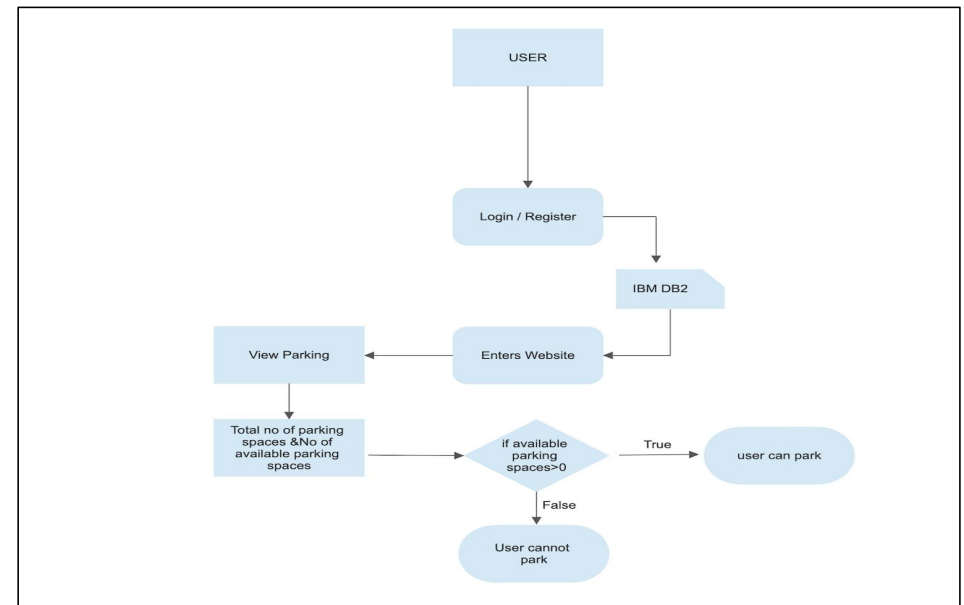 USER
Login / Register
IBM DB2
View Parking
Enters Website
Total no of parking
spaces &No of
available parking
spaces
if available
parking
spaces>0
True
user can park
False
User cannot
park